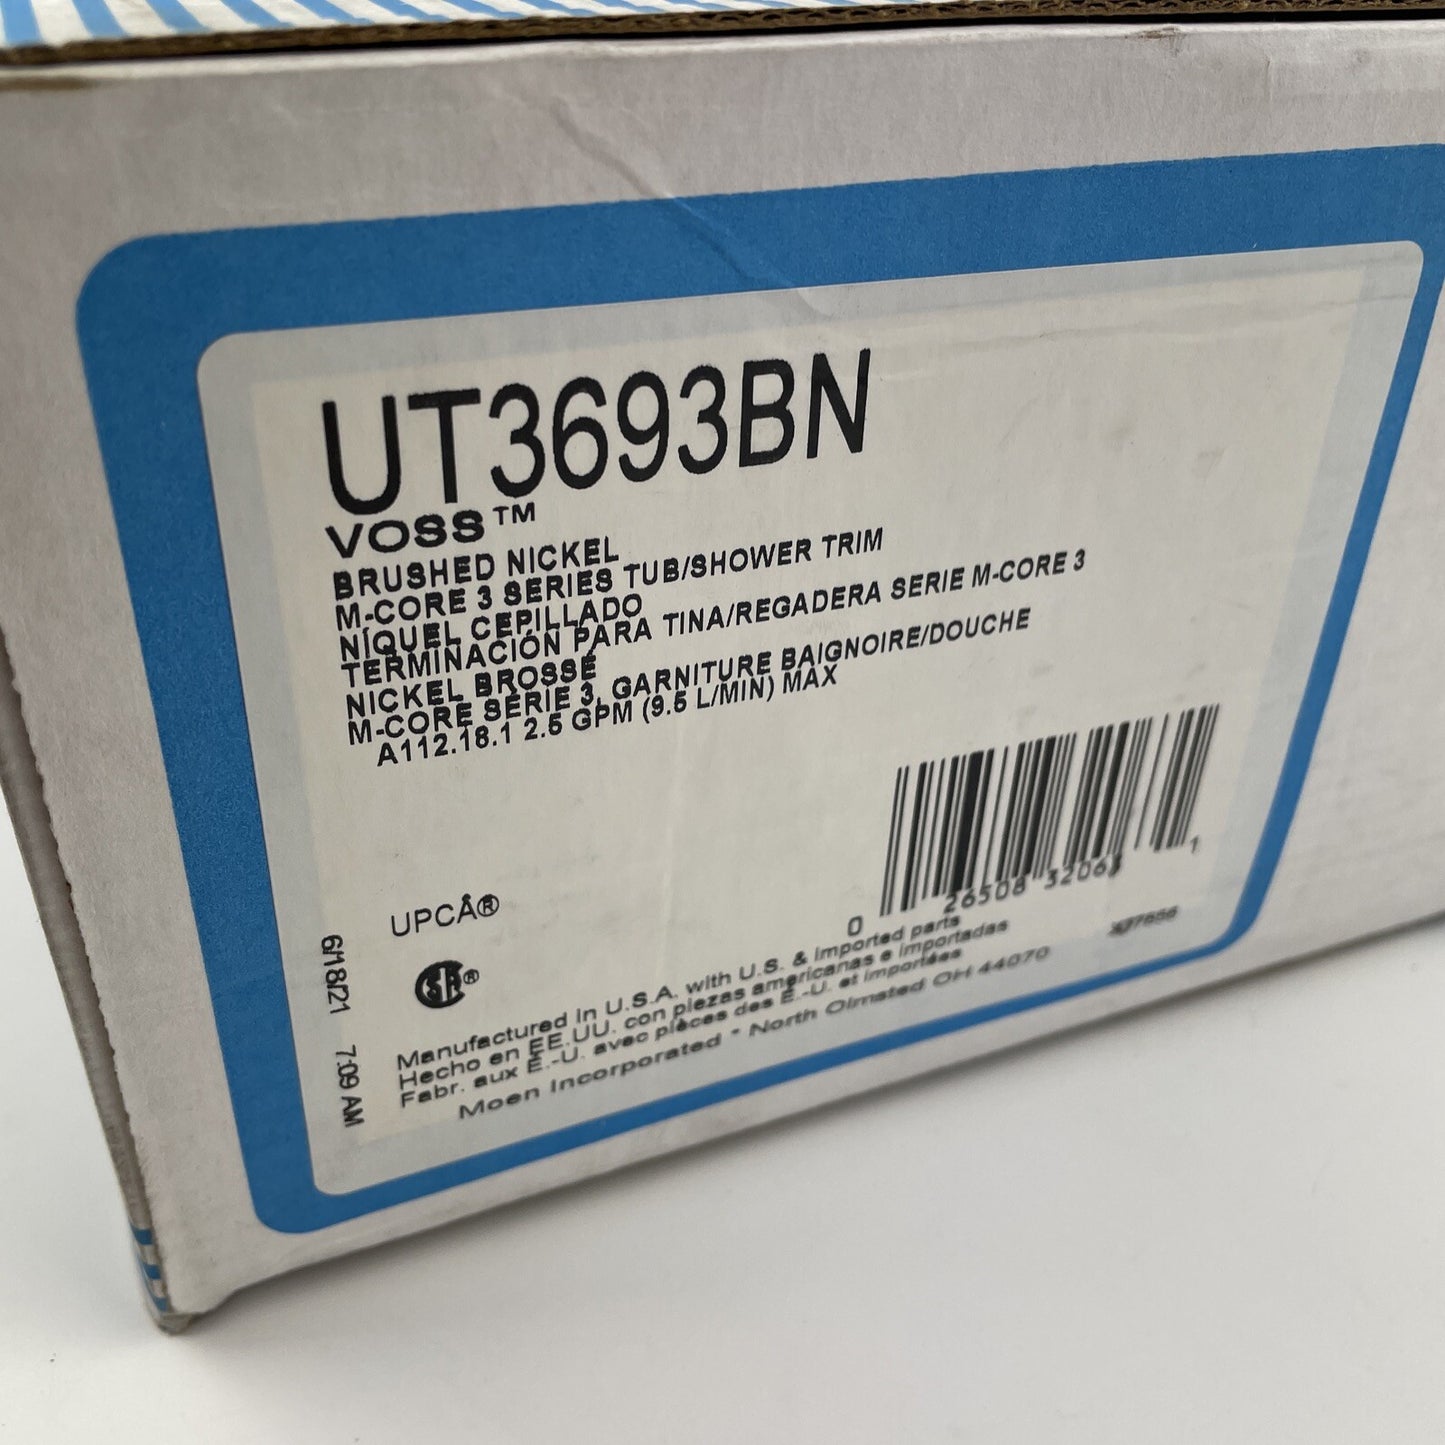 UT3693BN
VOSS™
BRUSHED NICKEL
M-CORE 3 SERIES TUB/SHOWER TRIM
NÍQUEL CEPILLADO
TERMINACIÓN PARA TINA/REGADERA SERIE M-CORE 3
NICKEL BROSSÉ
M-CORE SÉRIE 3, GARNITURE BAIGNOIRE/DOUCHE
A112.18.1 2.5 GPM (9.5 L/MIN) MÁX
0 26508 32063 1
UPCÂ®
®
6/18/21 7:09 AM
Manufactured in U.S.A. with U.S. & imported parts
Hecho en EE.UU. con piezas americanas e importadas
Fabr. aux É.-U. avec pièces des É.-U. et importées
Moen Incorporated * North Olmsted OH 44070